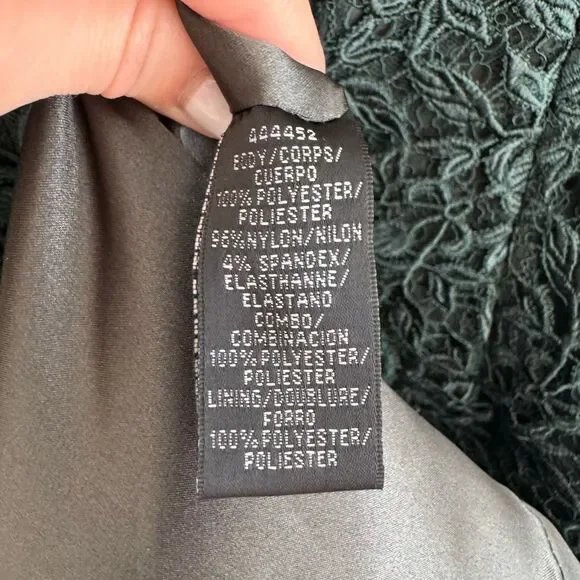 444452
BODY/CORPS/
CUERPO
100% POLYESTER/
POLIESTER
96%NYLON/NILON
4% SPANDEX/
ELASTHANNE/
ELASTANO
COMBO/
COMBINACION
100% POLYESTER/
POLIESTER
LINING/DOUBLURE/
FORRO
100% POLYESTER/
POLIESTER